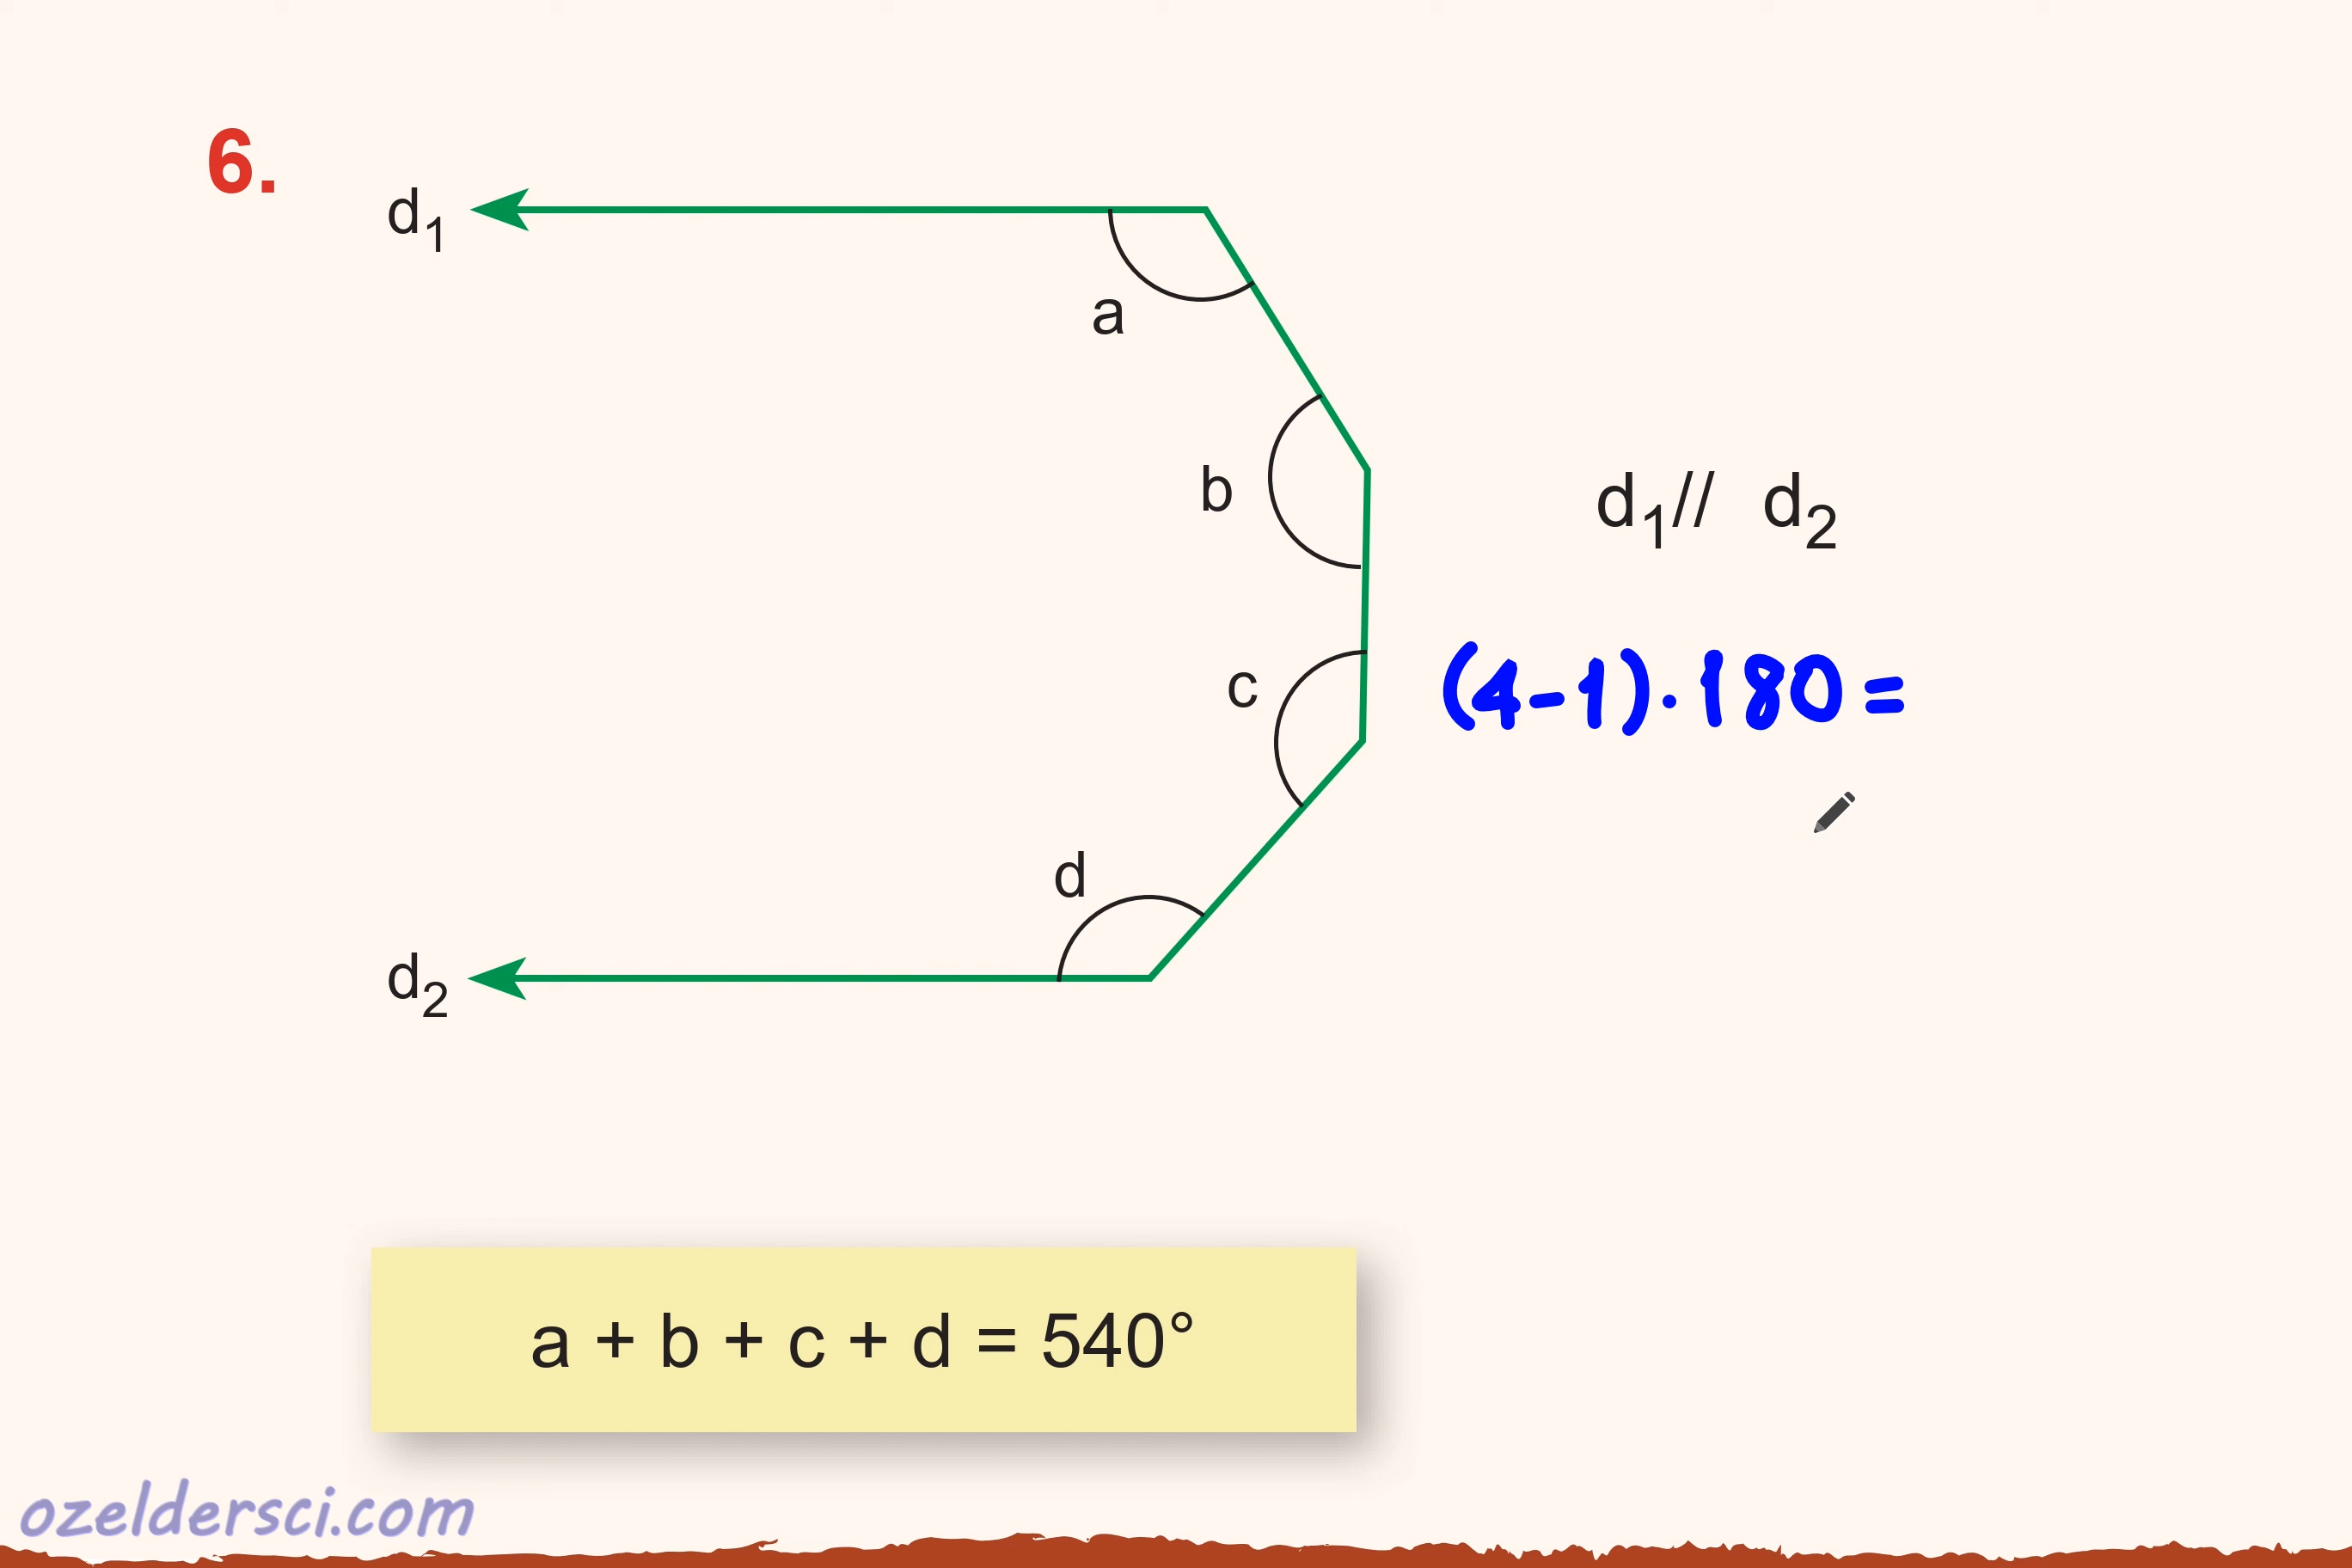 6.
d₁
a
b
d₁// d₂
c
(4-1).180=
d
d₂
a + b + c + d = 540°
ozeldersci.com